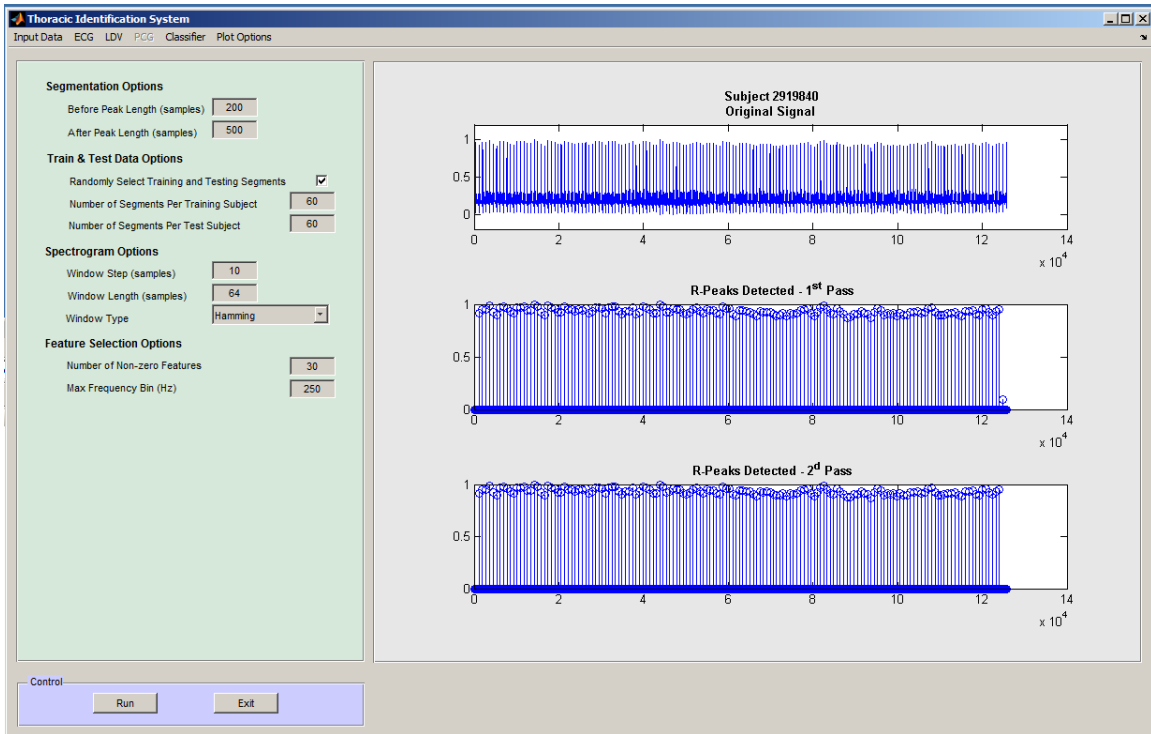 Thoracic Identification System
Input Data ECG LDV PCG Classifier Plot Options
Segmentation Options
Before Peak Length (samples) 200
After Peak Length (samples) 500
Train & Test Data Options
Randomly Select Training and Testing Segments
Number of Segments Per Training Subject 60
Number of Segments Per Test Subject 60
Spectrogram Options
Window Step (samples) 10
Window Length (samples) 64
Window Type Hamming
Feature Selection Options
Number of Non-zero Features 30
Max Frequency Bin (Hz) 250
Control
Run Exit
Subject 2919840
Original Signal
1
0.5
0
0 2 4 6 8 10 12 14
x 10^4
R-Peaks Detected - 1^st Pass
1
0.5
0
0 2 4 6 8 10 12 14
x 10^4
R-Peaks Detected - 2^d Pass
1
0.5
0
0 2 4 6 8 10 12 14
x 10^4